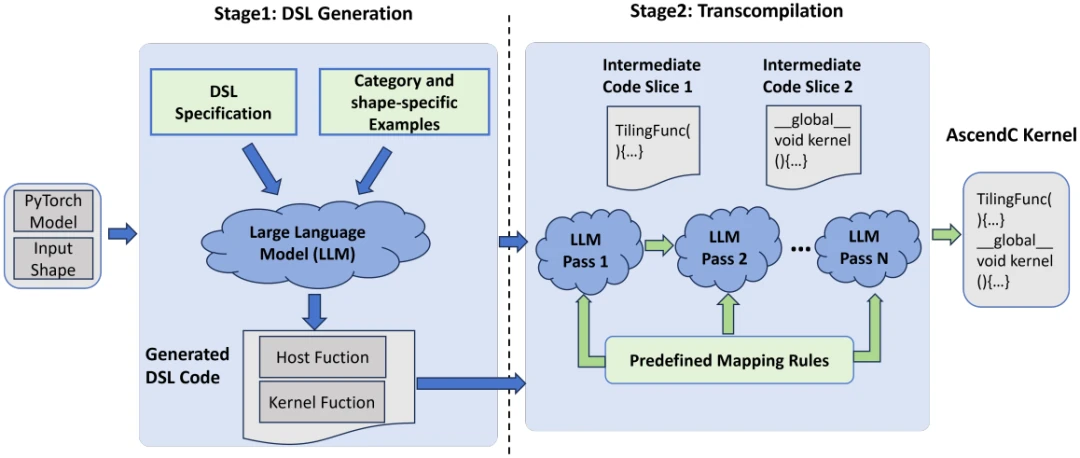 Stage1: DSL Generation
Stage2: Transcompilation
DSL
Specification
Category and
shape-specific
Examples
Intermediate
Code Slice 1
Intermediate
Code Slice 2
TilingFunc(
){...}
__global__
void kernel
(){...}
AscendC Kernel
PyTorch
Model
Input
Shape
Large Language
Model (LLM)
LLM
Pass 1
LLM
Pass 2
...
LLM
Pass N
TilingFunc(
){...}
__global__
void kernel
(){...}
Generated
DSL Code
Host Fuction
Kernel Fuction
Predefined Mapping Rules